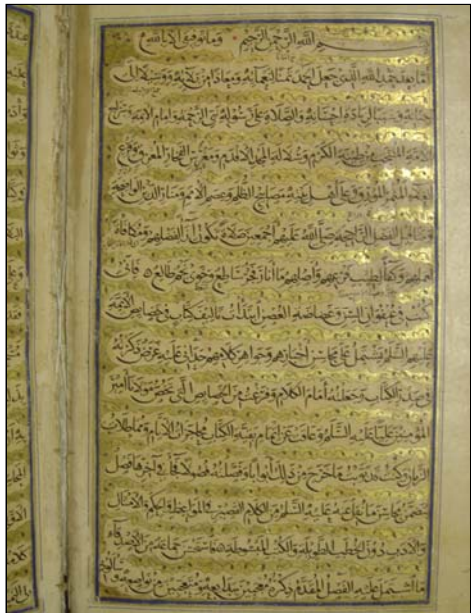 بسم الله الرحمن الرحيم وما توفيقي الا بالله
اما بعد حمد الله الذي جعل الحمد ثمنا لنعمائه ومعاذا من بلائه ووسيلا الى
جنانه وسببا لزيادة احسانه والصلاة على رسوله نبي الرحمة وامام الائمة وسراج
الامة المنتخب من طينة الكرم وسلالة المجد الاقدم ومغرس الفخار المعرق وفرع
العلاء المثمر المورق وعلى اهل بيته مصابيح الظلم وعصم الامم ومنار الدين الواضحة
ومثاقيل الفضل الراجحة صلى الله عليهم اجمعين صلاة تكون ازاء لفضلهم ومكافاة
لعملهم وكفاء لطيب فرعهم واصلهم ما انار فجر ساطع وخوى نجم طالع فانى
كنت في عنفوان السن وغضاضة الغصن ابتدات بتاليف كتاب في خصائص الائمة
عليهم السلام يشتمل على محاسن اخبارهم وجواهر كلامهم حداني عليه غرض ذكرته
في صدر الكتاب وجعلته امام الكلام وفرغت من الخصائص التي تخص مولانا امير
المؤمنين عليا عليه السلام وعاقت عن اتمام بقية الكتاب محاجزات الايام ومماطلات
الزمان وكنت قد بوبت ما خرج من ذلك ابوابا وفصلته فصولا فجاء في آخرها فصل
يتضمن محاسن ما نقل عنه عليه السلام من الكلام القصير في المواعظ والحكم والامثال
والآداب دون الخطب الطويلة والكتب المبسوطة فاستحسن جماعة من الاصدقاء
ما اشتمل عليه الفصل المقدم ذكره معجبين ببدائعه ومتعجبين من نواصعه